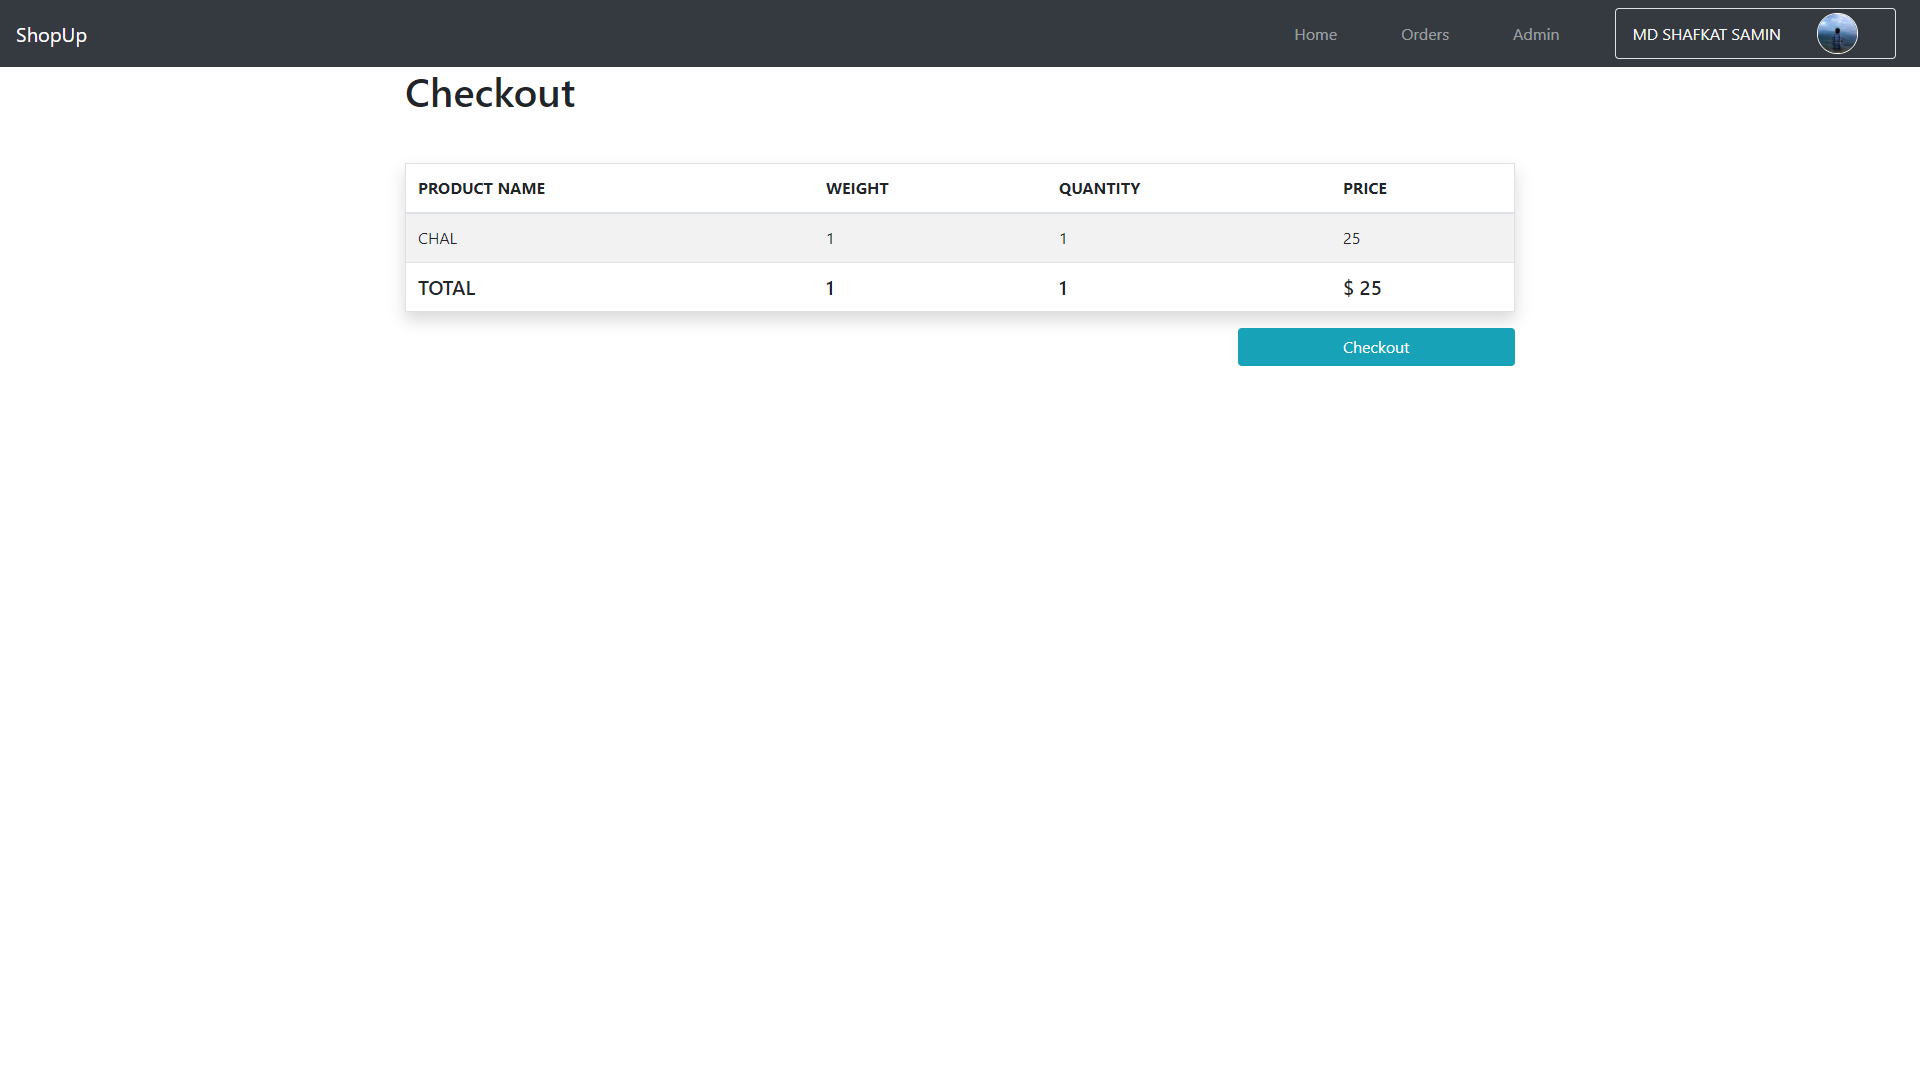 ShopUp Home Orders Admin MD SHAFKAT SAMIN
Checkout
PRODUCT NAME WEIGHT QUANTITY PRICE
CHAL 1 1 25
TOTAL 1 1 $ 25
Checkout